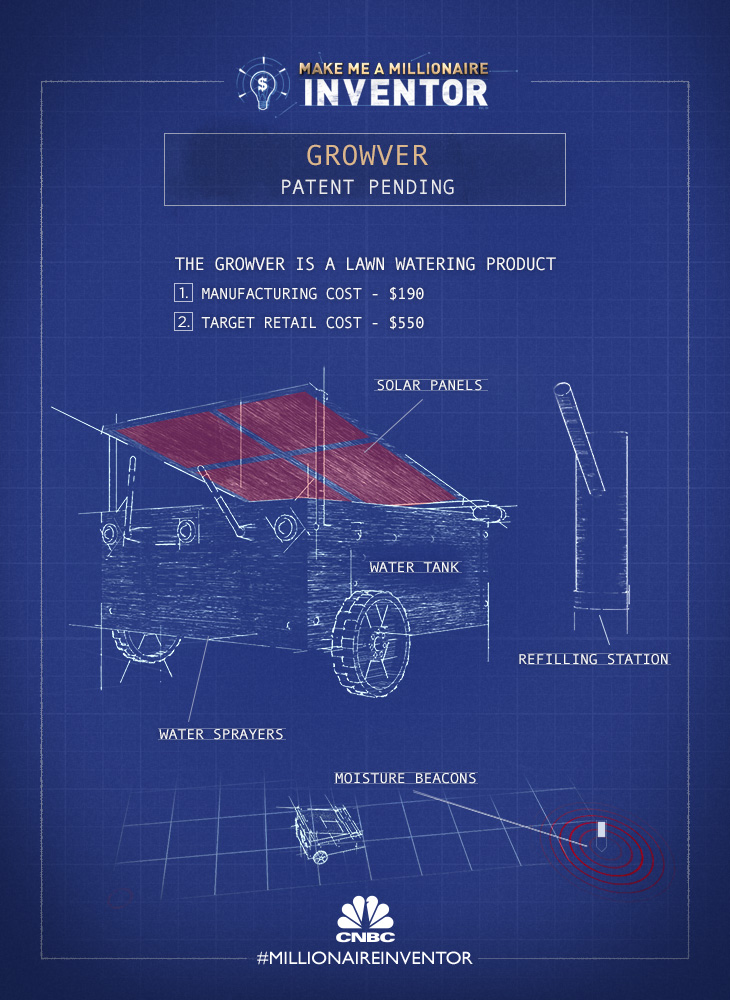 $
MAKE ME A MILLIONAIRE
INVENTOR
GROWVER
PATENT PENDING
THE GROWVER IS A LAWN WATERING PRODUCT
1. MANUFACTURING COST - $190
2. TARGET RETAIL COST - $550
SOLAR PANELS
WATER TANK
REFILLING STATION
WATER SPRAYERS
MOISTURE BEACONS
CNBC
#MILLIONAIREINVENTOR